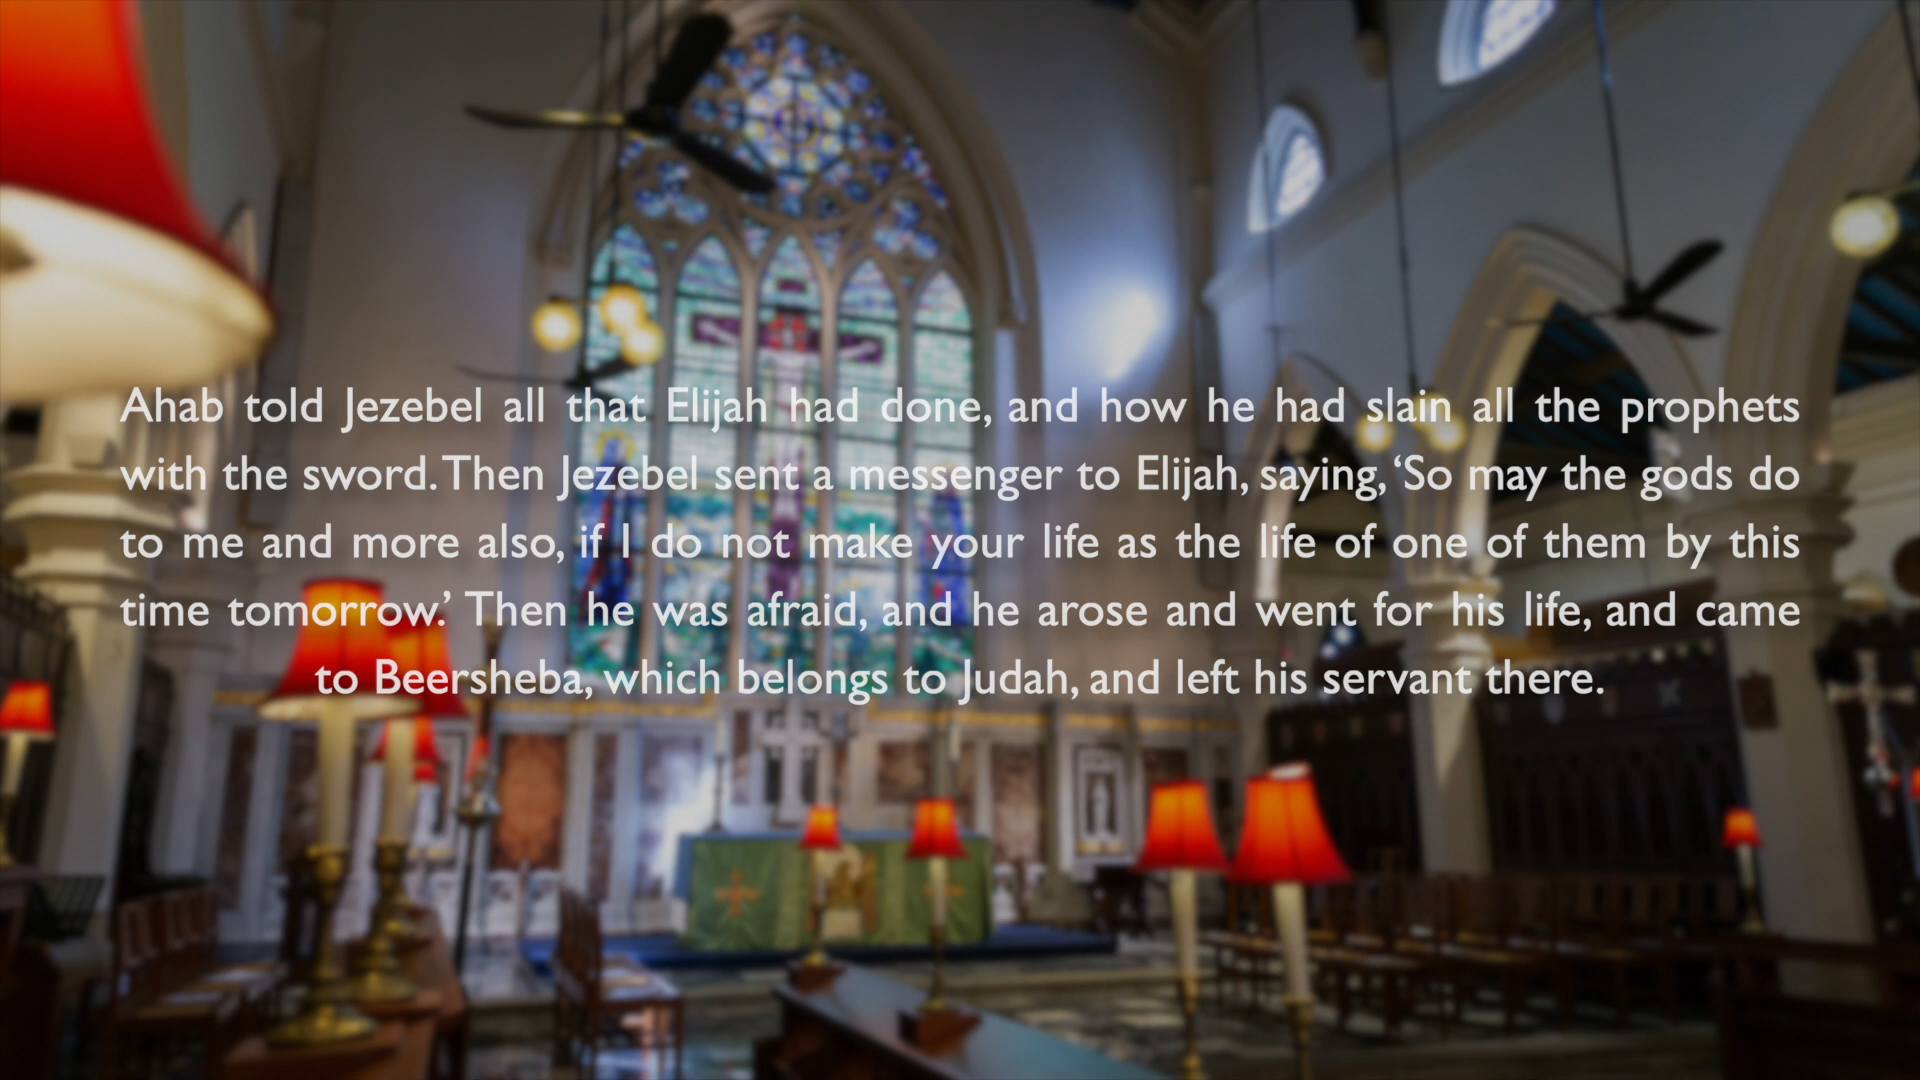 Ahab told Jezebel all that Elijah had done, and how he had slain all the prophets
with the sword. Then Jezebel sent a messenger to Elijah, saying, ‘So may the gods do
to me and more also, if I do not make your life as the life of one of them by this
time tomorrow.’ Then he was afraid, and he arose and went for his life, and came
to Beersheba, which belongs to Judah, and left his servant there.